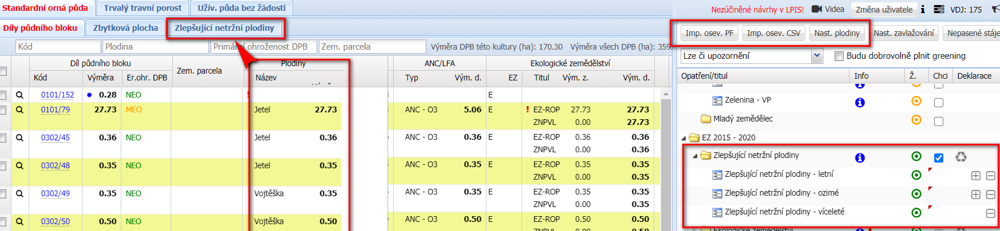 Standardní orná půda Trvalý travní porost Užív. půda bez žádosti
Nezúčiněné návrhy v LPIS! Videa Změna uživatele VDJ: 175
Díly půdního bloku Zbytková plocha Zlepšující netržní plodiny
Imp. osev. PF Imp. osev. CSV Nast. plodiny Nast. zavlažování Nepasené stáje
Kód Plodina Primární ohroženost DPB Zem. parcela Výměra DPB této kultury (ha): 170.30 Výměra všech DPB (ha): 359.
Lze či upozornění Budu dobrovolně plnit greening
Díl půdního bloku Zem. parcela Plodiny ANC/LFA Ekologické zemědělství
Kód Výměra Er.ohr. DPB Název Typ Vým. d. EZ Titul Vým. z. Vým. d.
Opatření/titul Info Ž. Chci Deklarace
0101/152 0.28 NEO E
Zelenina - VP
0101/79 27.73 MEO Jetel 27.73 ANC - O3 5.06 E ! EZ-ROP 27.73 27.73
ZNPVL 0.00 27.73
Mladý zemědělec
0302/45 0.36 NEO Jetel 0.36 ANC - O3 0.36 E EZ-ROP 0.36 0.36
ZNPVL 0.00 0.36
EZ 2015 - 2020
Zlepšující netržní plodiny
0302/48 0.35 NEO Jetel 0.35 ANC - O3 0.35 E EZ-ROP 0.35 0.35
ZNPVL 0.00 0.35
Zlepšující netržní plodiny - letní
0302/49 0.35 NEO Vojtěška 0.35 ANC - O3 0.35 E EZ-ROP 0.35 0.35
ZNPVL 0.00 0.35
Zlepšující netržní plodiny - ozimé
Zlepšující netržní plodiny - víceleté
0302/50 0.50 NEO Vojtěška 0.50 ANC - O3 0.50 E EZ-ROP 0.50 0.50
ZNPVL 0.00 0.50
Ekologické zemědělství